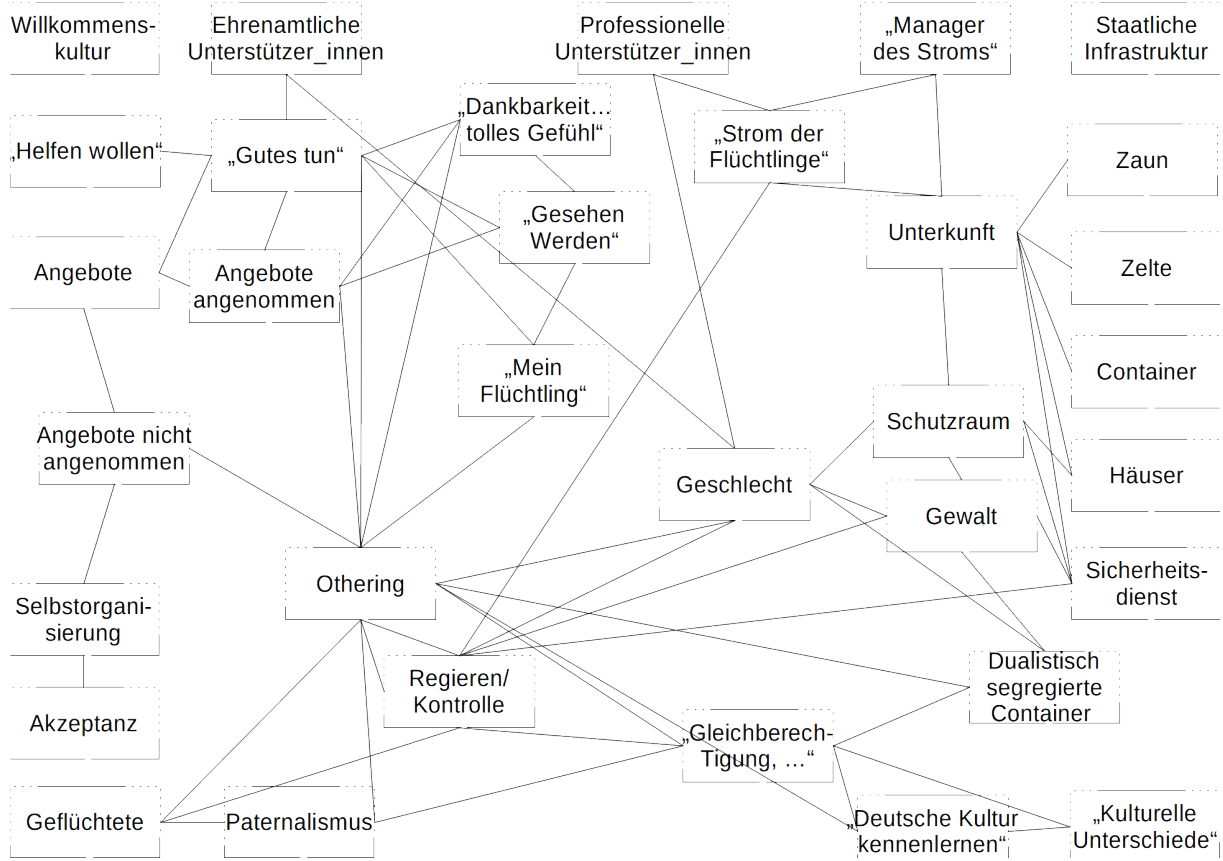 Willkommens-
kultur
Ehrenamtliche
Unterstützer_innen
Professionelle
Unterstützer_innen
„Manager
des Stroms“
Staatliche
Infrastruktur
„Dankbarkeit…
tolles Gefühl“
„Strom der
Flüchtlinge“
„Helfen wollen“
„Gutes tun“
Zaun
„Gesehen
Werden“
Unterkunft
Angebote
Angebote
angenommen
Zelte
„Mein
Flüchtling“
Container
Angebote nicht
angenommen
Schutzraum
Geschlecht
Häuser
Gewalt
Othering
Sicherheits-
dienst
Selbstorgani-
sierung
Regieren/
Kontrolle
Dualistisch
segregierte
Container
Akzeptanz
„Gleichberech-
Tigung, …“
Geflüchtete
Paternalismus
„Deutsche Kultur
kennenlernen“
„Kulturelle
Unterschiede“